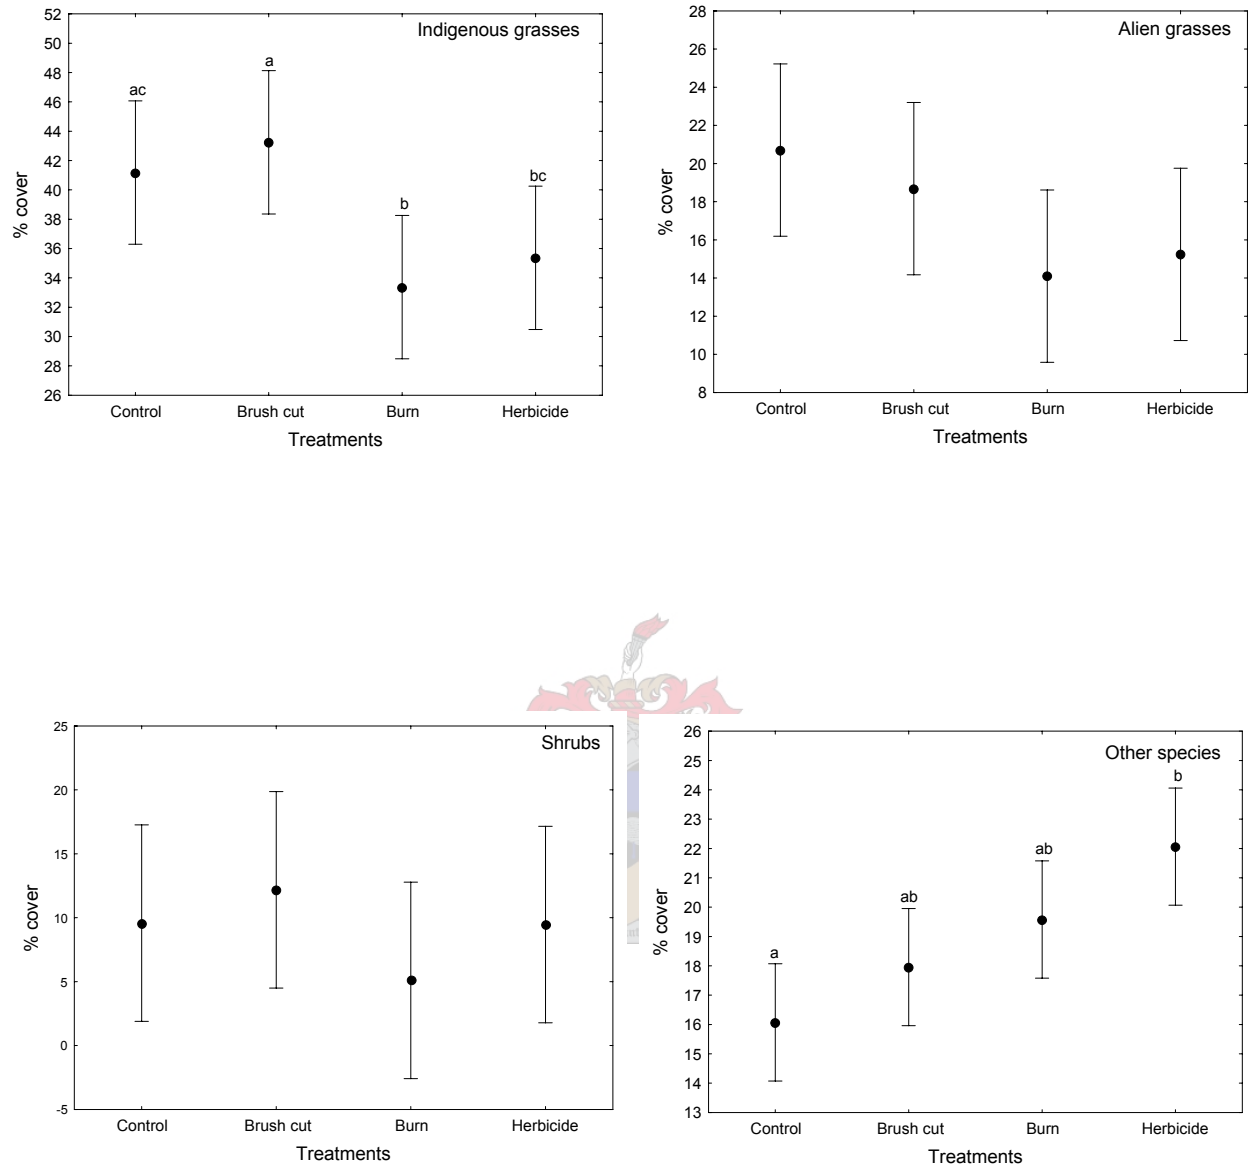 Indigenous grasses
52
50
48
46
44
42
40
38
36
34
32
30
28
26
% cover
ac
a
b
bc
Control Brush cut Burn Herbicide
Treatments
Alien grasses
28
26
24
22
20
18
16
14
12
10
8
% cover
Control Brush cut Burn Herbicide
Treatments
Shrubs
25
20
15
10
5
0
-5
% cover
Control Brush cut Burn Herbicide
Treatments
Other species
26
25
24
23
22
21
20
19
18
17
16
15
14
13
% cover
a
ab
ab
b
Control Brush cut Burn Herbicide
Treatments